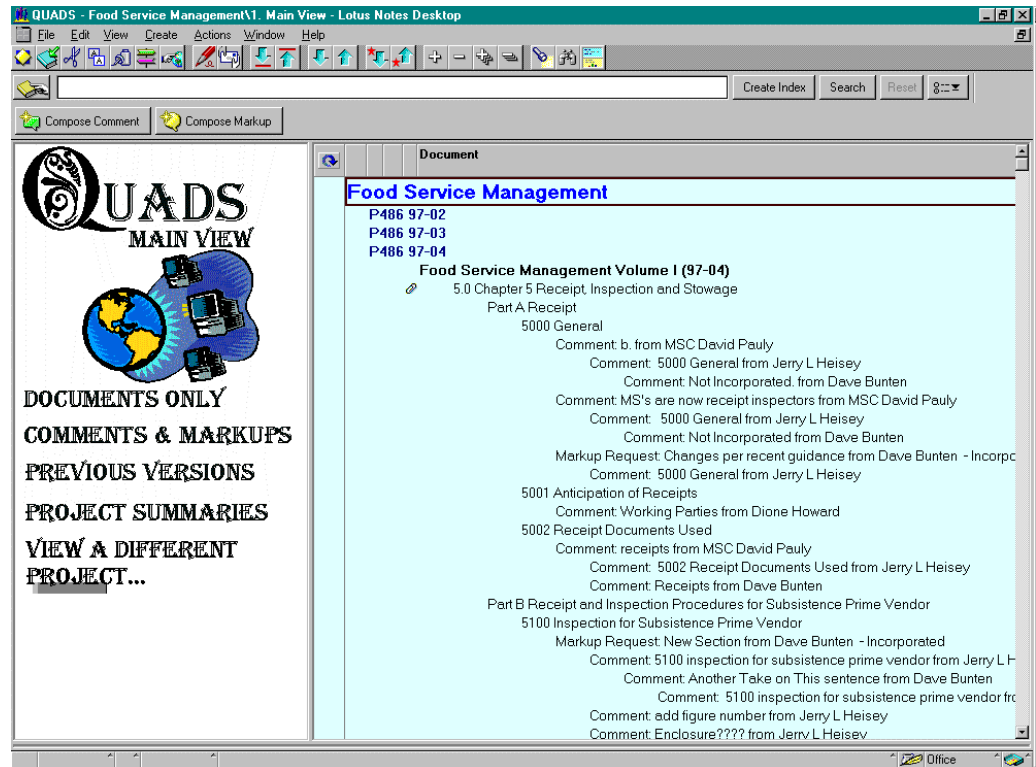 QUADS - Food Service Management\1. Main View - Lotus Notes Desktop
File Edit View Create Actions Window Help
Create Index Search Reset
Compose Comment Compose Markup
QUADS
MAIN VIEW
DOCUMENTS ONLY
COMMENTS & MARKUPS
PREVIOUS VERSIONS
PROJECT SUMMARIES
VIEW A DIFFERENT
PROJECT...
Document
Food Service Management
P486 97-02
P486 97-03
P486 97-04
Food Service Management Volume I (97-04)
5.0 Chapter 5 Receipt, Inspection and Stowage
Part A Receipt
5000 General
Comment: b. from MSC David Pauly
Comment: 5000 General from Jerry L Heisey
Comment: Not Incorporated. from Dave Bunten
Comment: MS's are now receipt inspectors from MSC David Pauly
Comment: 5000 General from Jerry L Heisey
Comment: Not Incorporated from Dave Bunten
Markup Request: Changes per recent guidance from Dave Bunten - Incorpc
Comment: 5000 General from Jerry L Heisey
5001 Anticipation of Receipts
Comment: Working Parties from Dione Howard
5002 Receipt Documents Used
Comment: receipts from MSC David Pauly
Comment: 5002 Receipt Documents Used from Jerry L Heisey
Comment: Receipts from Dave Bunten
Part B Receipt and Inspection Procedures for Subsistence Prime Vendor
5100 Inspection for Subsistence Prime Vendor
Markup Request: New Section from Dave Bunten - Incorporated
Comment: 5100 inspection for subsistence prime vendor from Jerry L H
Comment: Another Take on This sentence from Dave Bunten
Comment: 5100 inspection for subsistence prime vendor frc
Comment: add figure number from Jerry L Heisey
Comment: Enclosure???? from Jerry L Heisey
Office